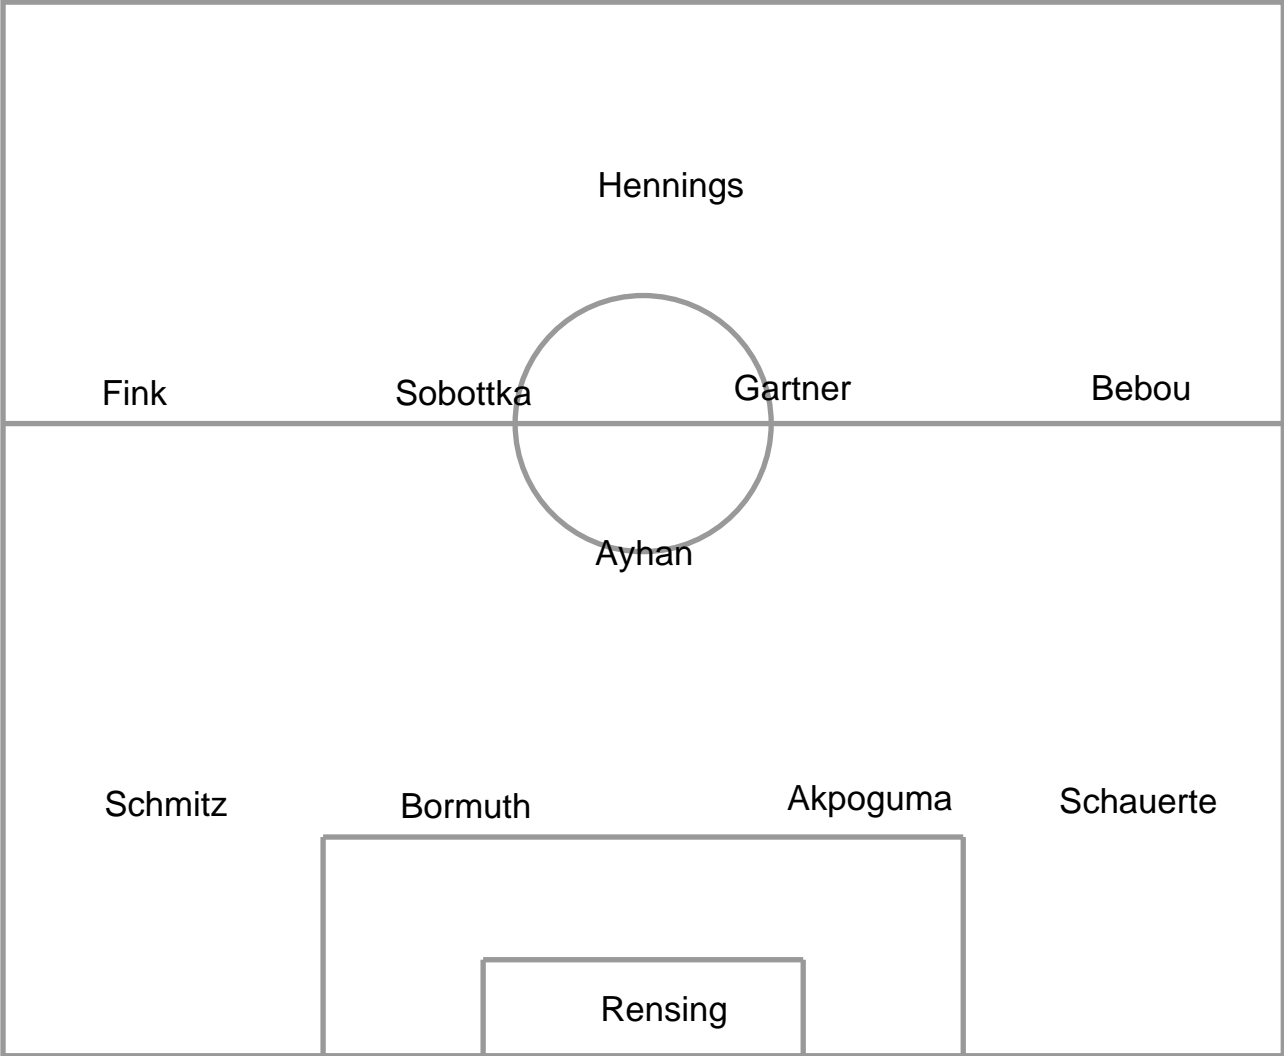 Hennings
Fink Sobottka Gartner Bebou
Ayhan
Schmitz Bormuth Akpoguma Schauerte
Rensing